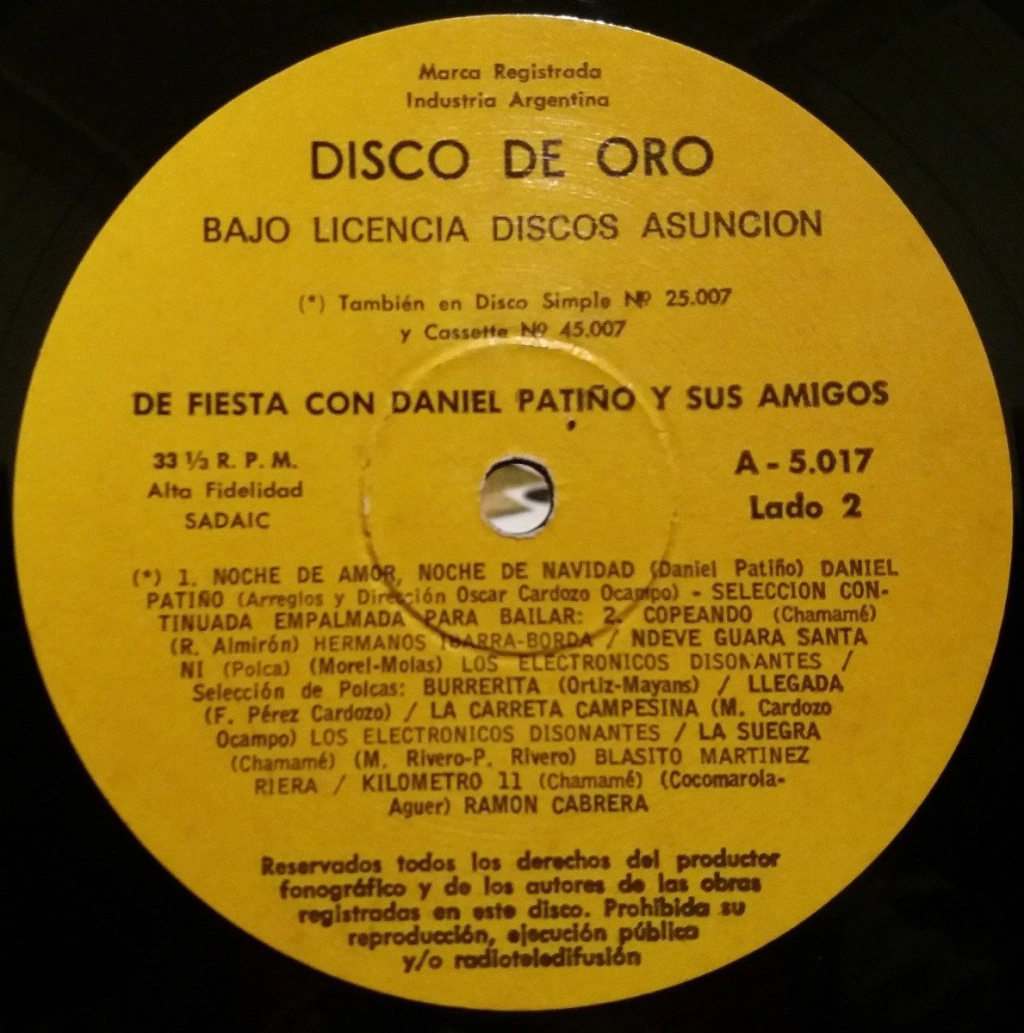 Marca Registrada
Industria Argentina
DISCO DE ORO
BAJO LICENCIA DISCOS ASUNCION
(*) También en Disco Simple Nº 25.007
y Cassette Nº 45.007
DE FIESTA CON DANIEL PATIÑO Y SUS AMIGOS
33 ⅓ R. P. M.
Alta Fidelidad
SADAIC
A - 5.017
Lado 2
(*) 1. NOCHE DE AMOR, NOCHE DE NAVIDAD (Daniel Patiño) DANIEL
PATIÑO (Arreglos y Dirección Oscar Cardozo Ocampo) - SELECCION CON-
TINUADA EMPALMADA PARA BAILAR: 2. COPEANDO (Chamamé)
(R. Almirón) HERMANOS IBARRA-BORDA / NDEVE GUARA SANTA
NI (Polca) (Morel-Molas) LOS ELECTRONICOS DISONANTES /
Selección de Polcas: BURRERITA (Ortiz-Mayans) / LLEGADA
(F. Pérez Cardozo) / LA CARRETA CAMPESINA (M. Cardozo
Ocampo) LOS ELECTRONICOS DISONANTES / LA SUEGRA
(Chamamé) (M. Rivero-P. Rivero) BLASITO MARTINEZ
RIERA / KILOMETRO 11 (Chamamé) (Cocomarola-
Aguer) RAMON CABRERA
Reservados todos los derechos del productor
fonográfico y de los autores de las obras
registradas en este disco. Prohibida su
reproducción, ejecución pública
y/o radioteledifusión